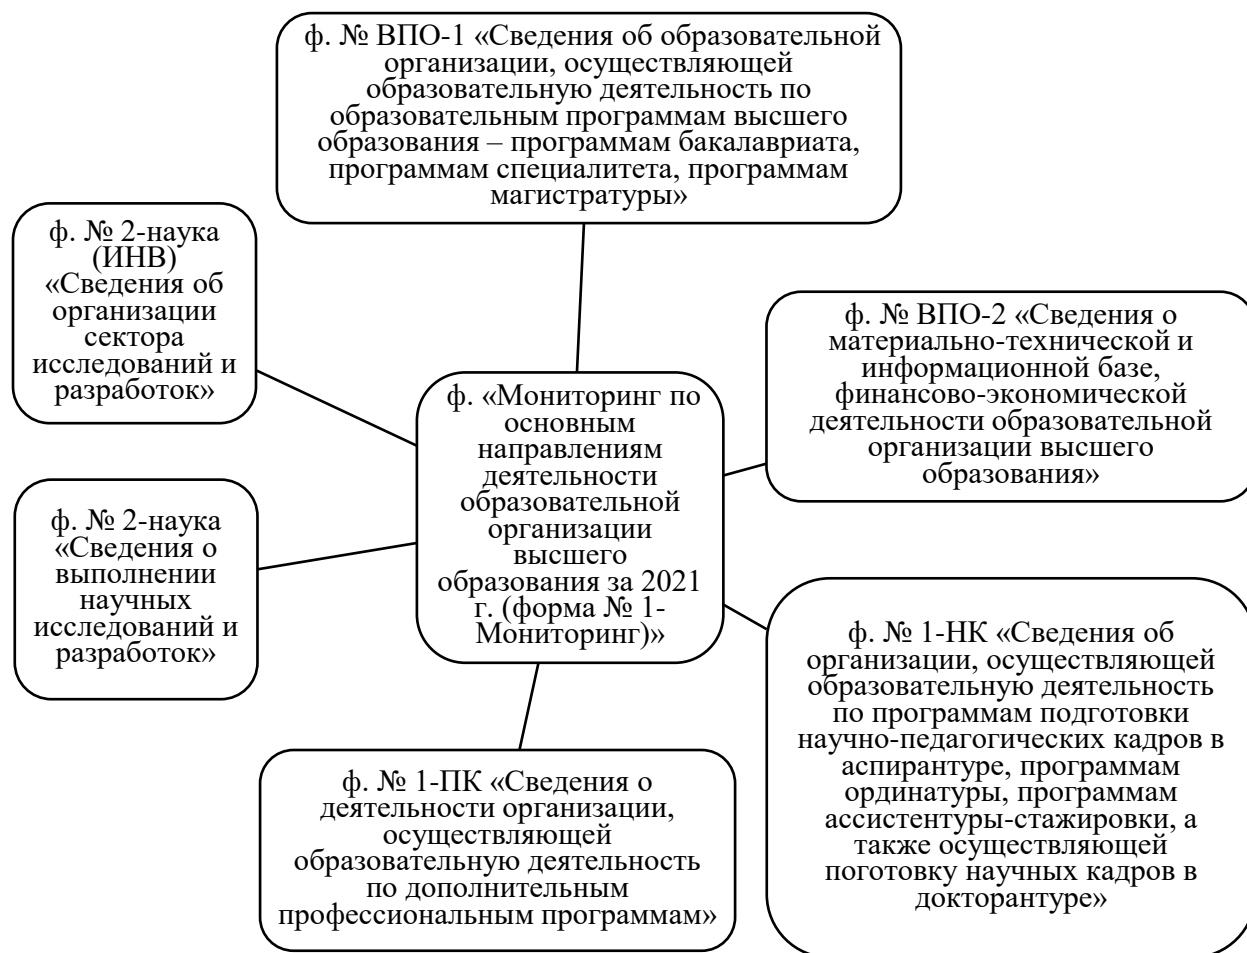 ф. № ВПО-1 «Сведения об образовательной
организации, осуществляющей
образовательную деятельность по
образовательным программам высшего
образования – программам бакалавриата,
программам специалитета, программам
магистратуры»
ф. № 2-наука
(ИНВ)
«Сведения об
организации
сектора
исследований и
разработок»
ф. № ВПО-2 «Сведения о
материально-технической и
информационной базе,
финансово-экономической
деятельности образовательной
организации высшего
образования»
ф. «Мониторинг по
основным
направлениям
деятельности
образовательной
организации
высшего
образования за 2021
г. (форма № 1-
Мониторинг)»
ф. № 2-наука
«Сведения о
выполнении
научных
исследований и
разработок»
ф. № 1-НК «Сведения об
организации, осуществляющей
образовательную деятельность
по программам подготовки
научно-педагогических кадров в
аспирантуре, программам
ординатуры, программам
ассистентуры-стажировки, а
также осуществляющей
поготовку научных кадров в
докторантуре»
ф. № 1-ПК «Сведения о
деятельности организации,
осуществляющей
образовательную деятельность
по дополнительным
профессиональным программам»